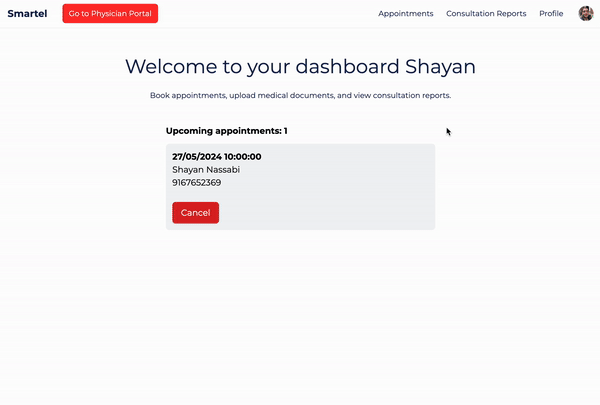 Smartel
Go to Physician Portal
Appointments
Consultation Reports
Profile
Welcome to your dashboard Shayan
Book appointments, upload medical documents, and view consultation reports.
Upcoming appointments: 1
27/05/2024 10:00:00
Shayan Nassabi
9167652369
Cancel